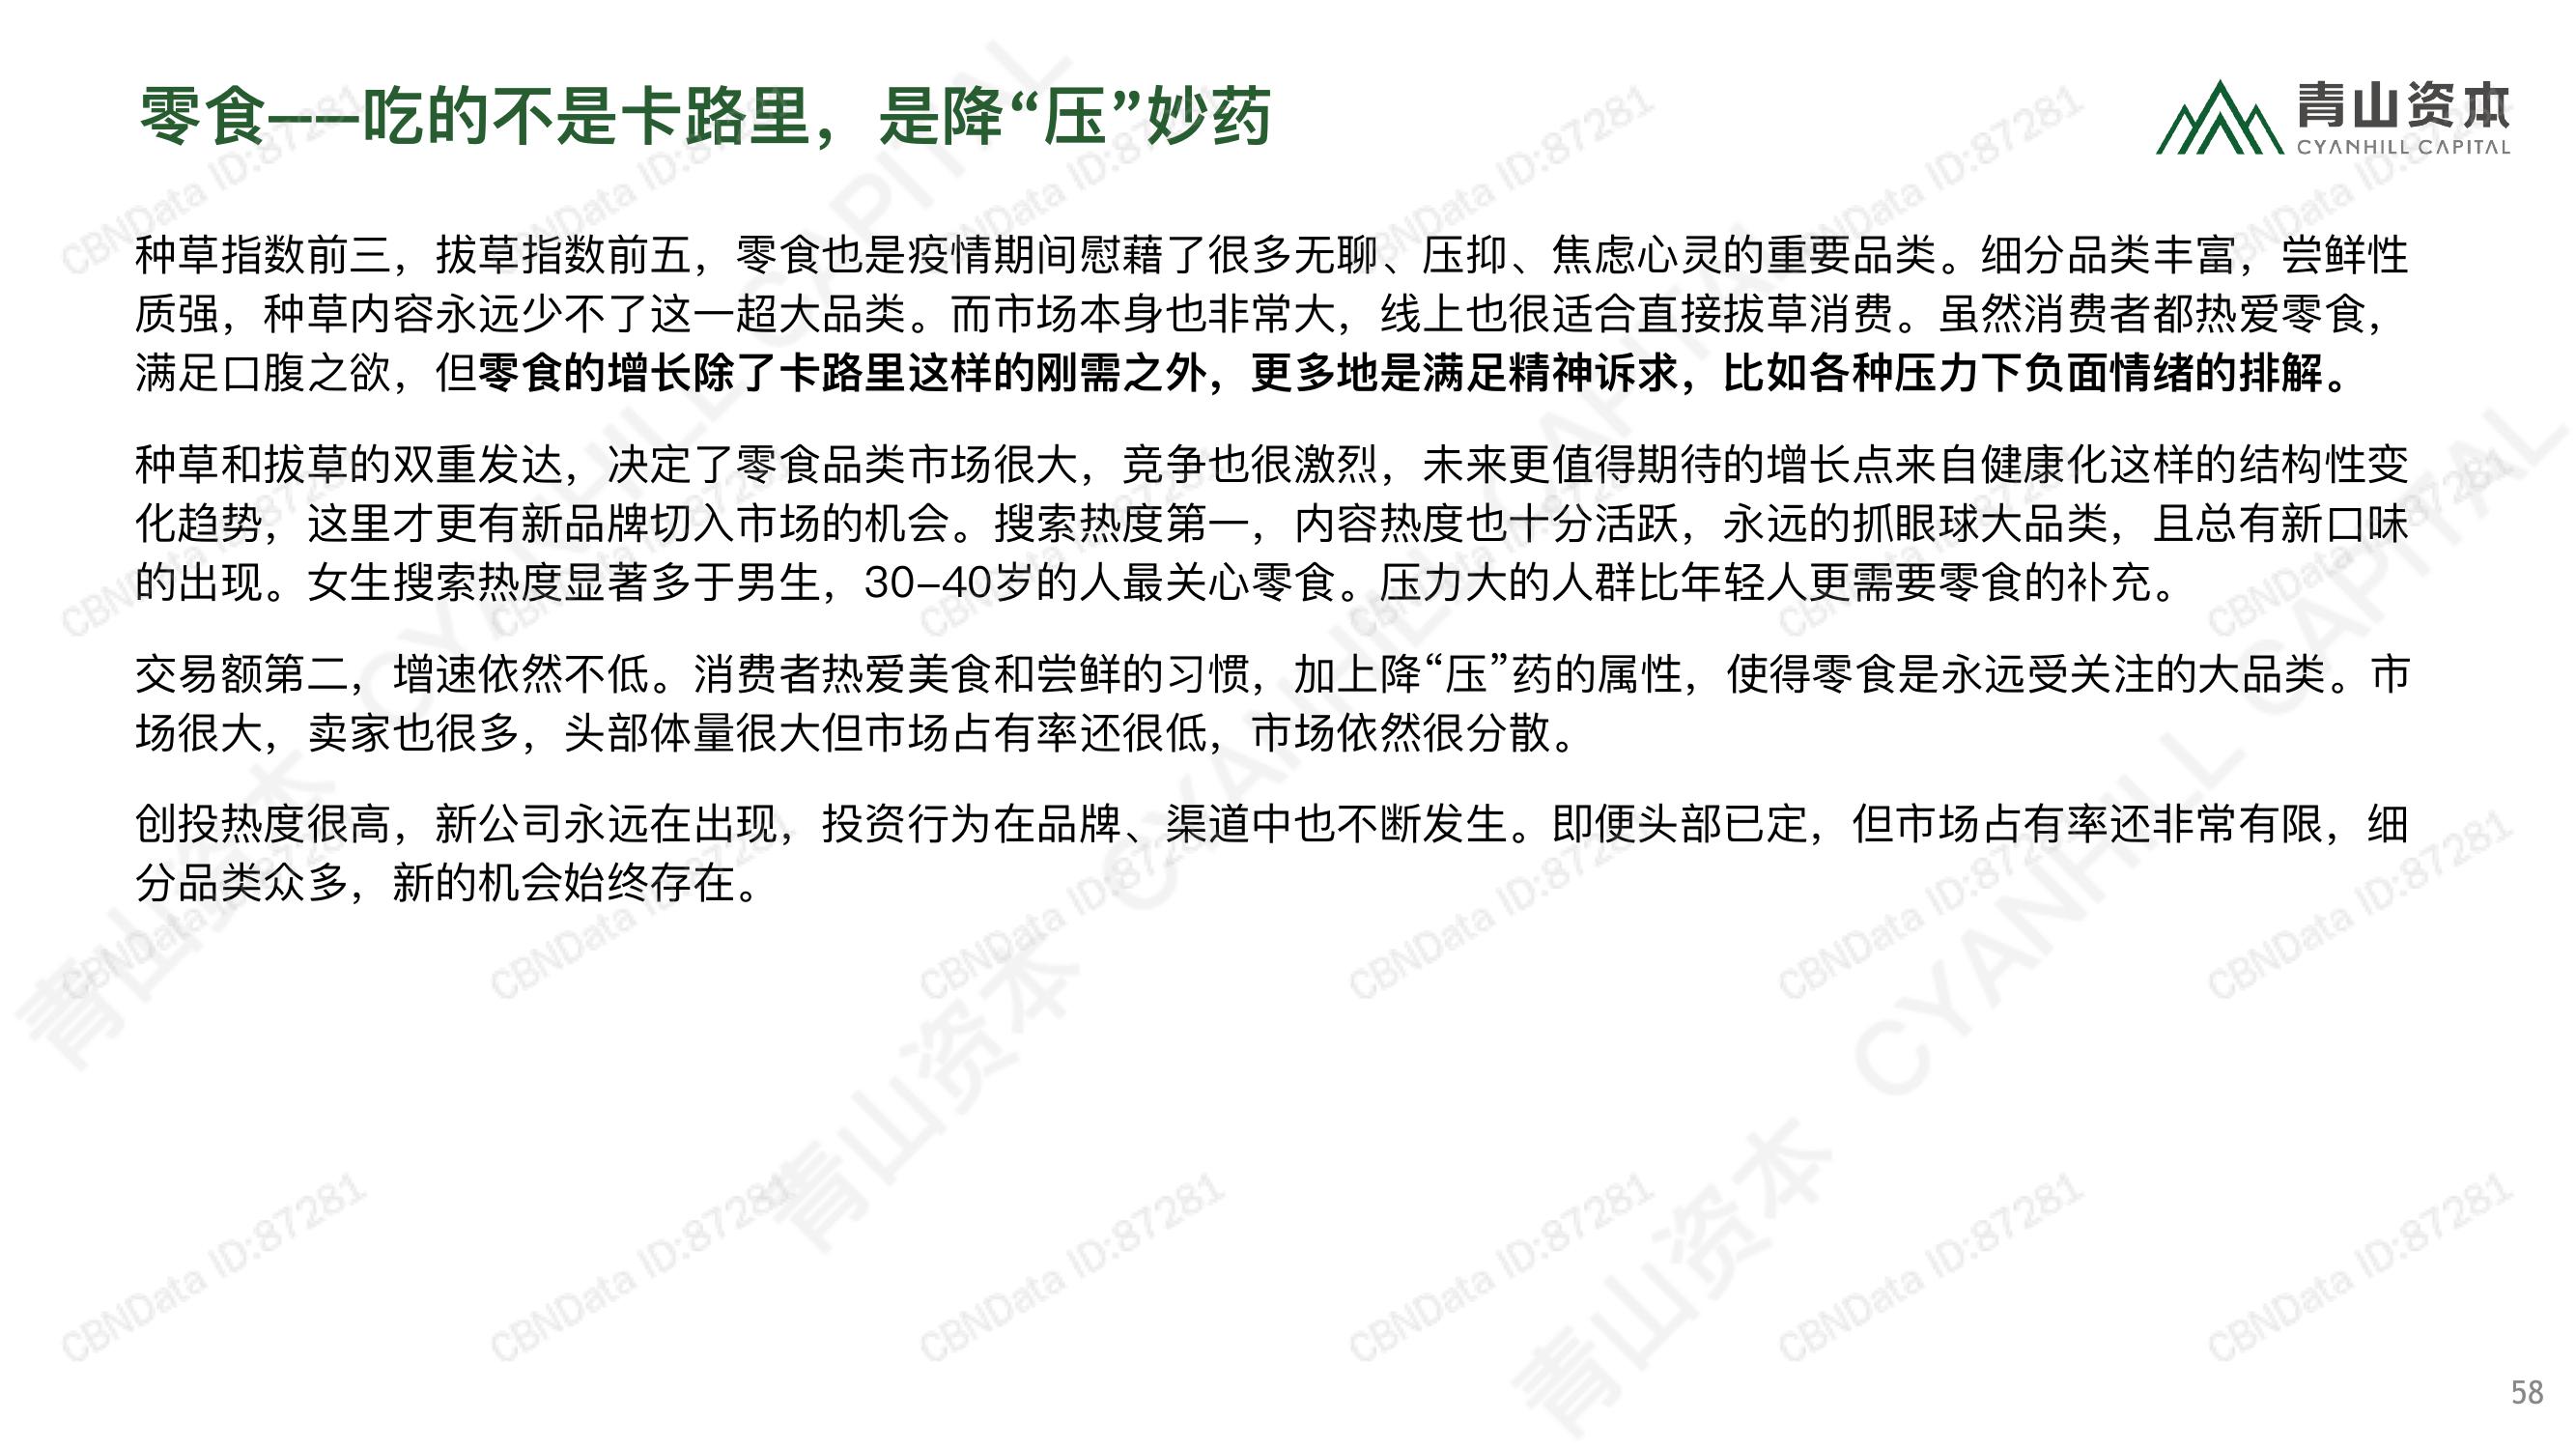 零食——吃的不是卡路里，是降“压”妙药
青山资本
CYANHILL CAPITAL
种草指数前三，拔草指数前五，零食也是疫情期间慰藉了很多无聊、压抑、焦虑心灵的重要品类。细分品类丰富，尝鲜性
质强，种草内容永远少不了这一超大品类。而市场本身也非常大，线上也很适合直接拔草消费。虽然消费者都热爱零食，
满足口腹之欲，但零食的增长除了卡路里这样的刚需之外，更多地是满足精神诉求，比如各种压力下负面情绪的排解。
种草和拔草的双重发达，决定了零食品类市场很大，竞争也很激烈，未来更值得期待的增长点来自健康化这样的结构性变
化趋势，这里才更有新品牌切入市场的机会。搜索热度第一，内容热度也十分活跃，永远的抓眼球大品类，且总有新口味
的出现。女生搜索热度显著多于男生，30–40岁的人最关心零食。压力大的人群比年轻人更需要零食的补充。
交易额第二，增速依然不低。消费者热爱美食和尝鲜的习惯，加上降“压”药的属性，使得零食是永远受关注的大品类。市
场很大，卖家也很多，头部体量很大但市场占有率还很低，市场依然很分散。
创投热度很高，新公司永远在出现，投资行为在品牌、渠道中也不断发生。即便头部已定，但市场占有率还非常有限，细
分品类众多，新的机会始终存在。
CBNData ID:87281
青山资本 CYANHILL CAPITAL
58